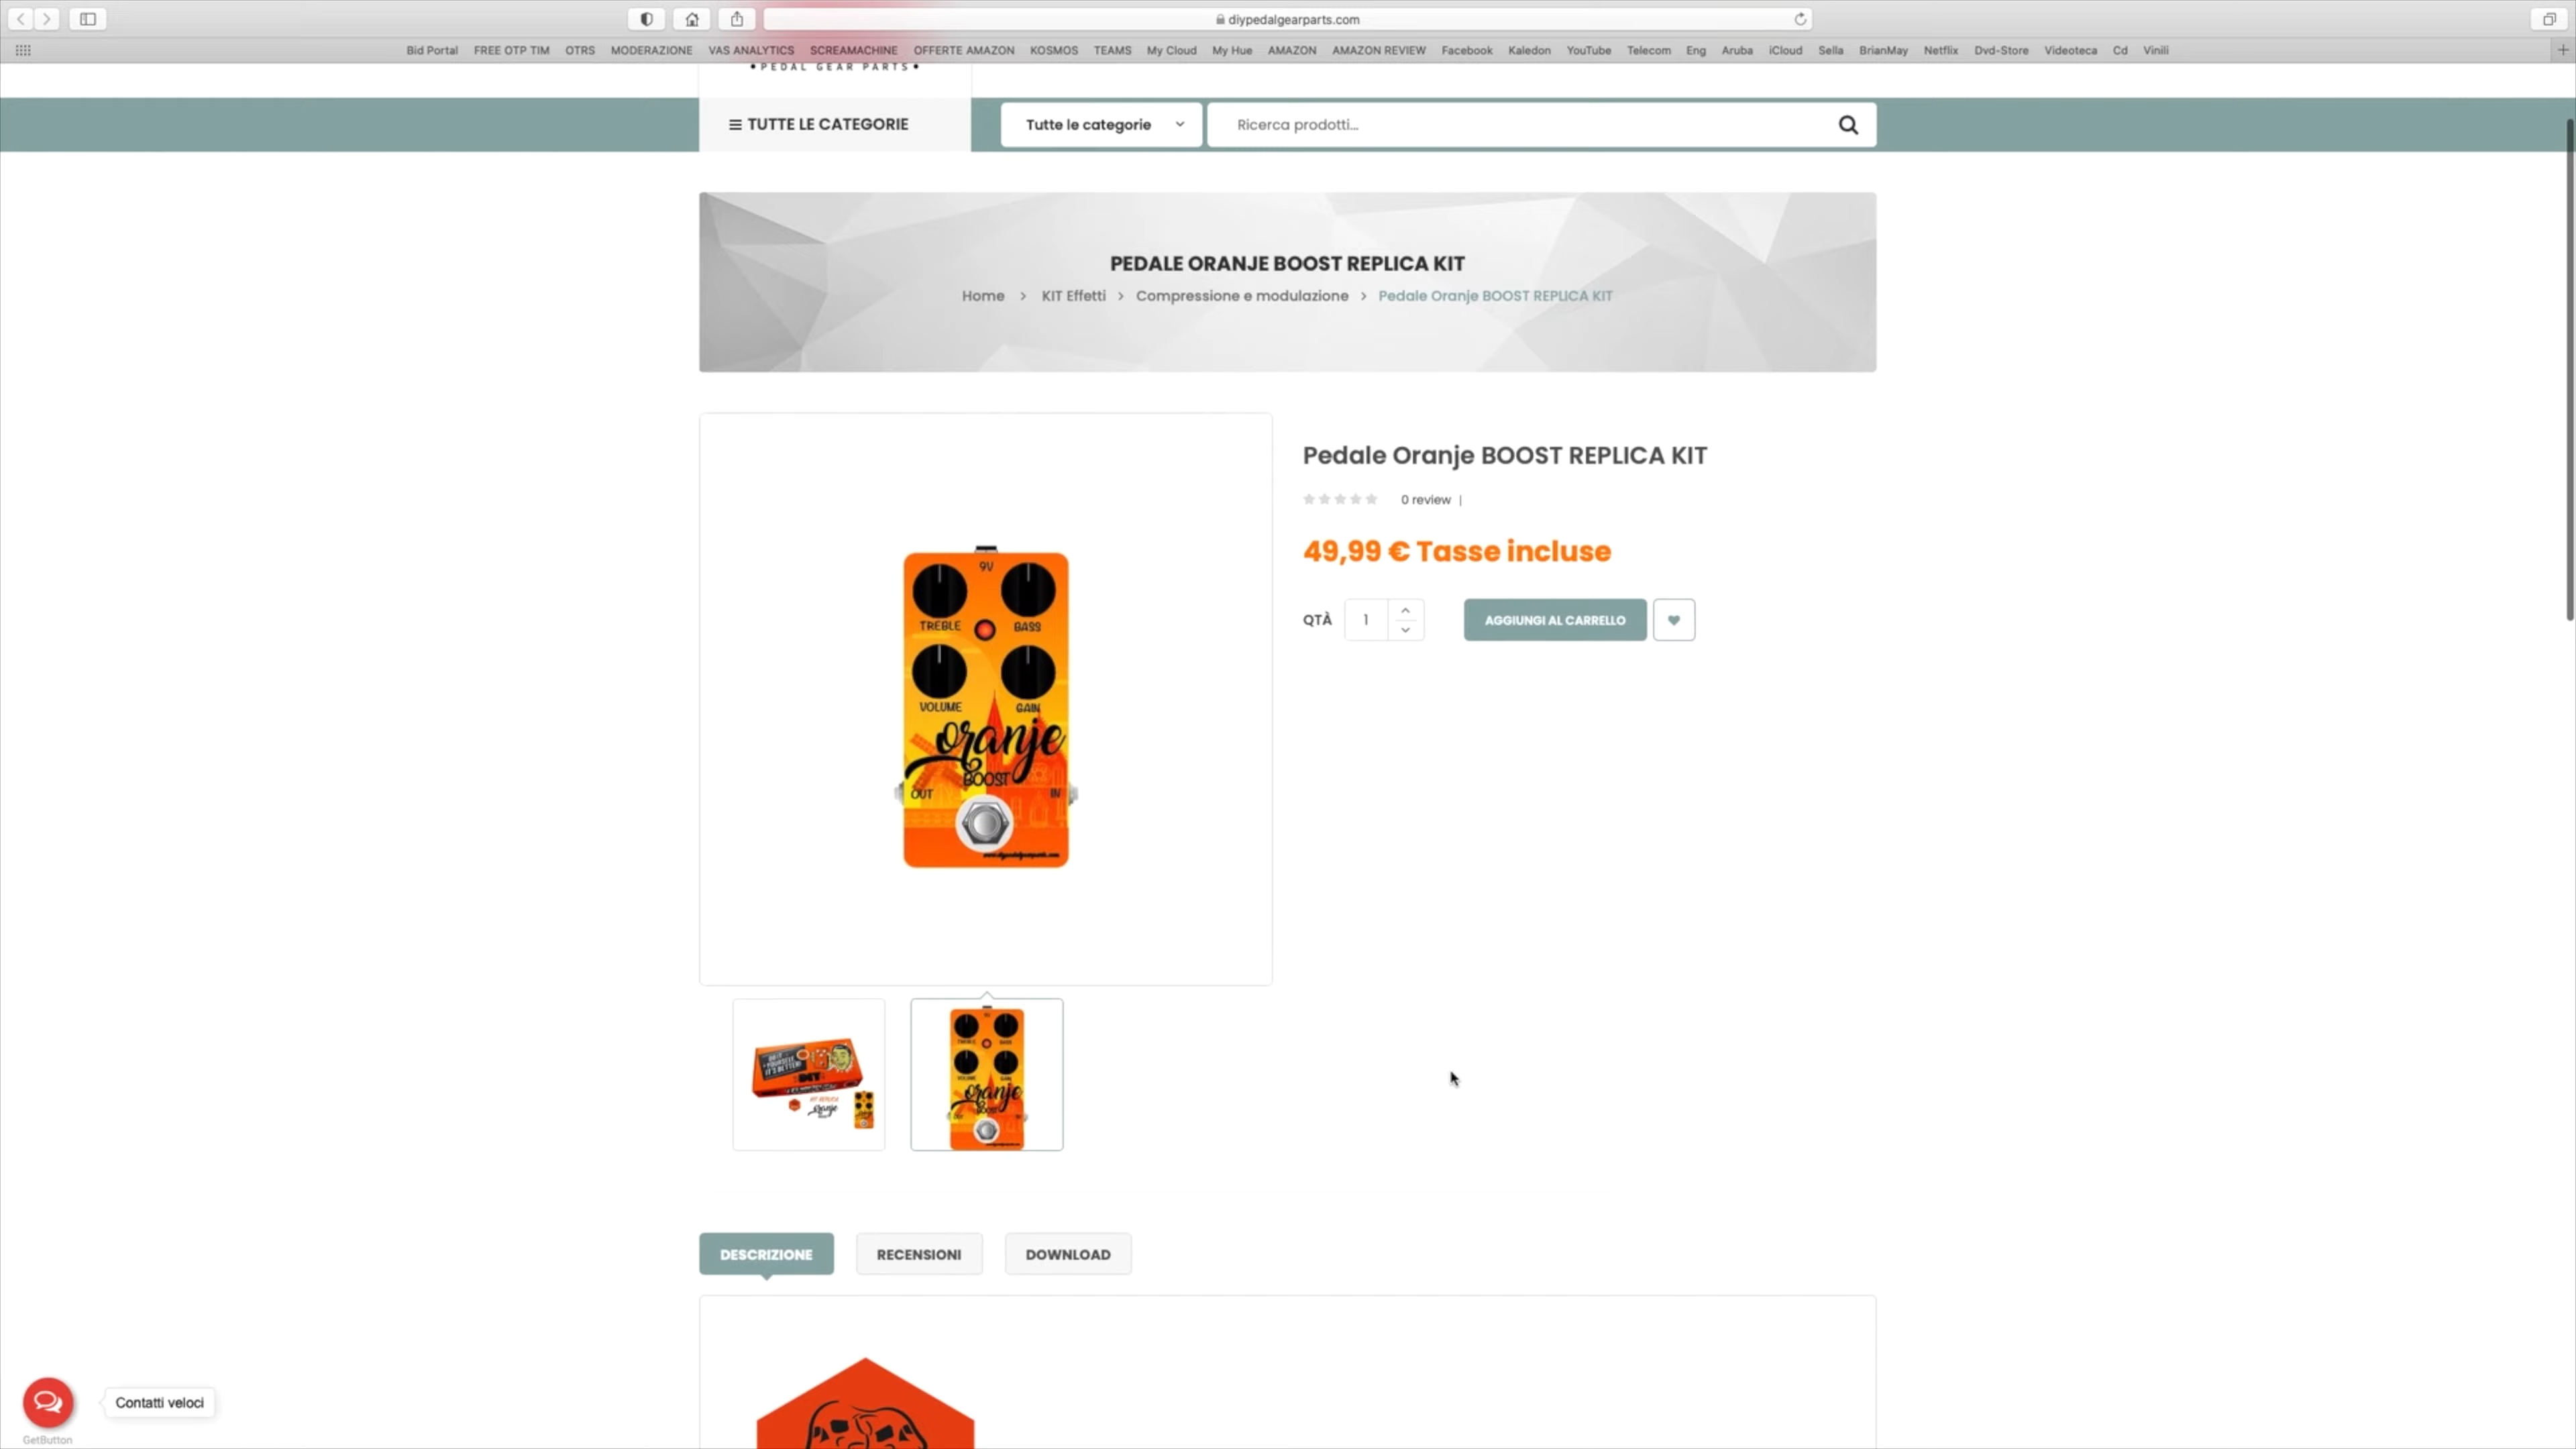 diypedalgearparts.com
Bid Portal FREE OTP TIM OTRS MODERAZIONE VAS ANALYTICS SCREAMACHINE OFFERTE AMAZON KOSMOS TEAMS My Cloud My Hue AMAZON AMAZON REVIEW Facebook Kaledon YouTube Telecom Eng Aruba iCloud Sella BrianMay Netflix Dvd-Store Videoteca Cd Vinili
•PEDAL GEAR PARTS•
TUTTE LE CATEGORIE
Tutte le categorie
Ricerca prodotti...
PEDALE ORANJE BOOST REPLICA KIT
Home > KIT Effetti > Compressione e modulazione > Pedale Oranje BOOST REPLICA KIT
Pedale Oranje BOOST REPLICA KIT
0 review |
49,99 € Tasse incluse
QTÀ 1
AGGIUNGI AL CARRELLO
9V
TREBLE BASS
VOLUME GAIN
oranje
BOOST
OUT IN
www.diypedalgearparts.com
DESCRIZIONE RECENSIONI DOWNLOAD
Contatti veloci
GetButton